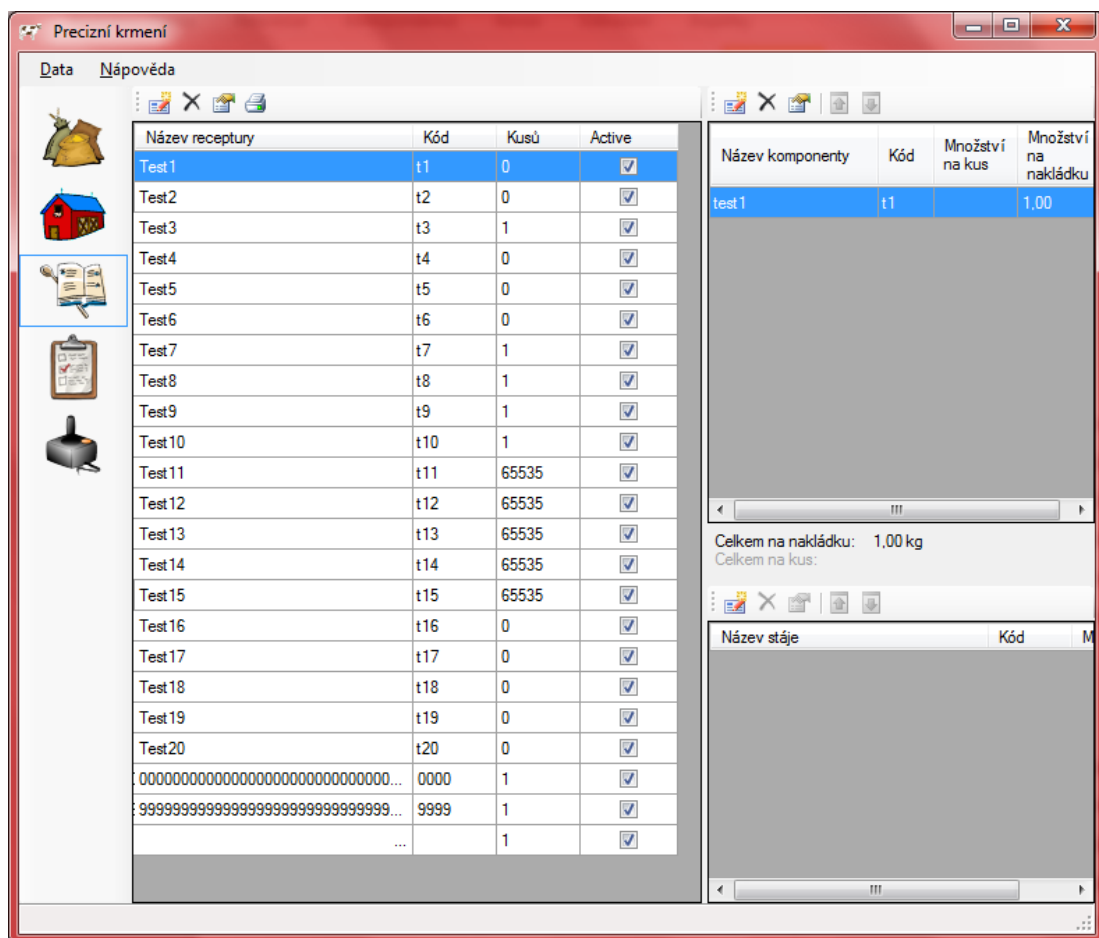 Precizní krmení
Data Nápověda
Název receptury Kód Kusů Active
Test1 t1 0
Test2 t2 0
Test3 t3 1
Test4 t4 0
Test5 t5 0
Test6 t6 0
Test7 t7 1
Test8 t8 1
Test9 t9 1
Test10 t10 1
Test11 t11 65535
Test12 t12 65535
Test13 t13 65535
Test14 t14 65535
Test15 t15 65535
Test16 t16 0
Test17 t17 0
Test18 t18 0
Test19 t19 0
Test20 t20 0
00000000000000000000000000000000... 0000 1
99999999999999999999999999999999... 9999 1
... 1
Název komponenty Kód Množství na kus Množství na nakládku
test1 t1 1,00
Celkem na nakládku: 1,00 kg
Celkem na kus:
Název stáje Kód M